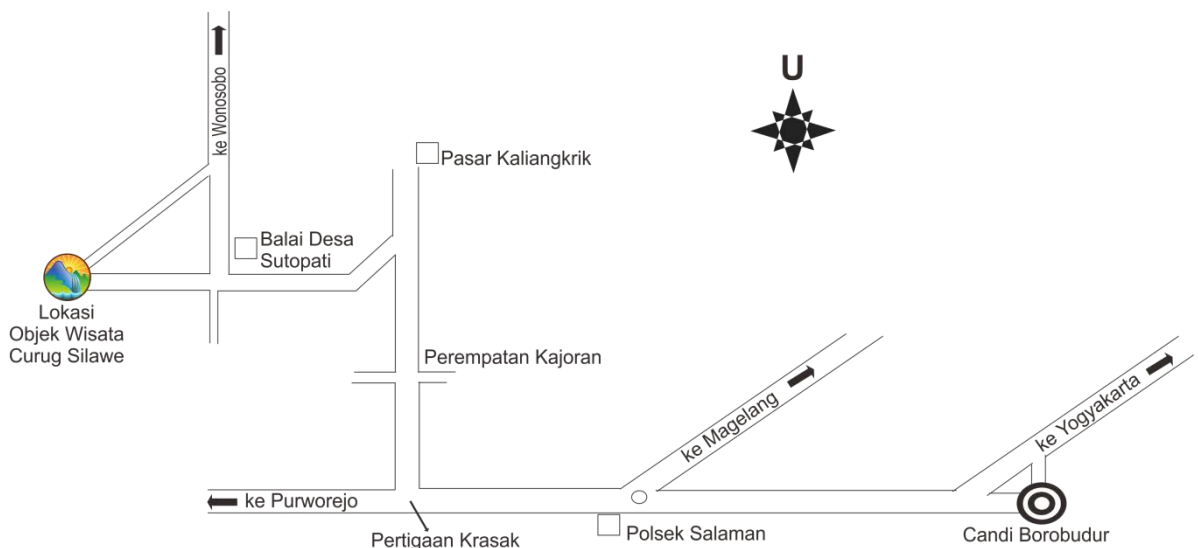 U
ke Wonosobo
Pasar Kaliangkrik
Balai Desa
Sutopati
Lokasi
Objek Wisata
Curug Silawe
Perempatan Kajoran
ke Magelang
ke Yogyakarta
ke Purworejo
Pertigaan Krasak
Polsek Salaman
Candi Borobudur